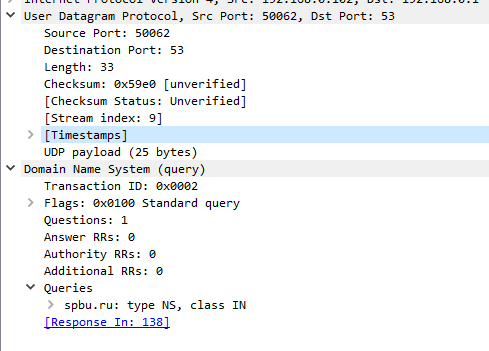 Internet Protocol Version 4, Src: 192.168.0.102, Dst: 192.168.0.1
User Datagram Protocol, Src Port: 50062, Dst Port: 53
Source Port: 50062
Destination Port: 53
Length: 33
Checksum: 0x59e0 [unverified]
[Checksum Status: Unverified]
[Stream index: 9]
[Timestamps]
UDP payload (25 bytes)
Domain Name System (query)
Transaction ID: 0x0002
Flags: 0x0100 Standard query
Questions: 1
Answer RRs: 0
Authority RRs: 0
Additional RRs: 0
Queries
spbu.ru: type NS, class IN
[Response In: 138]